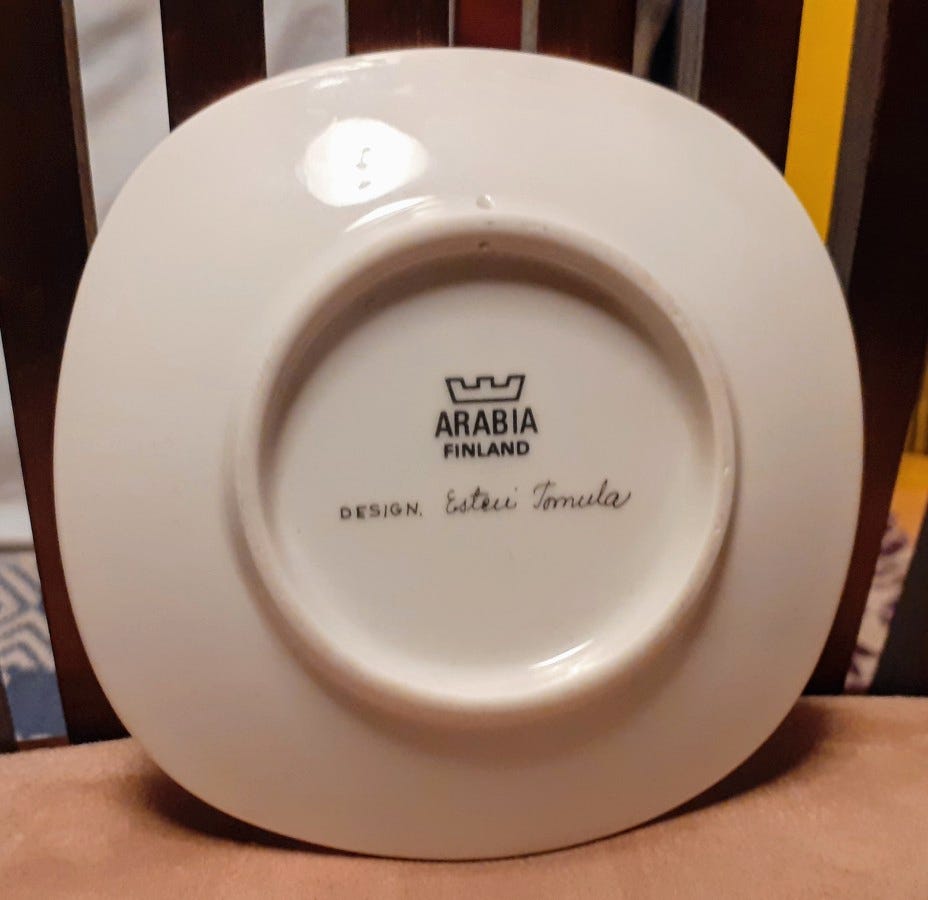 ARABIA
FINLAND
DESIGN. Esteri Tomula